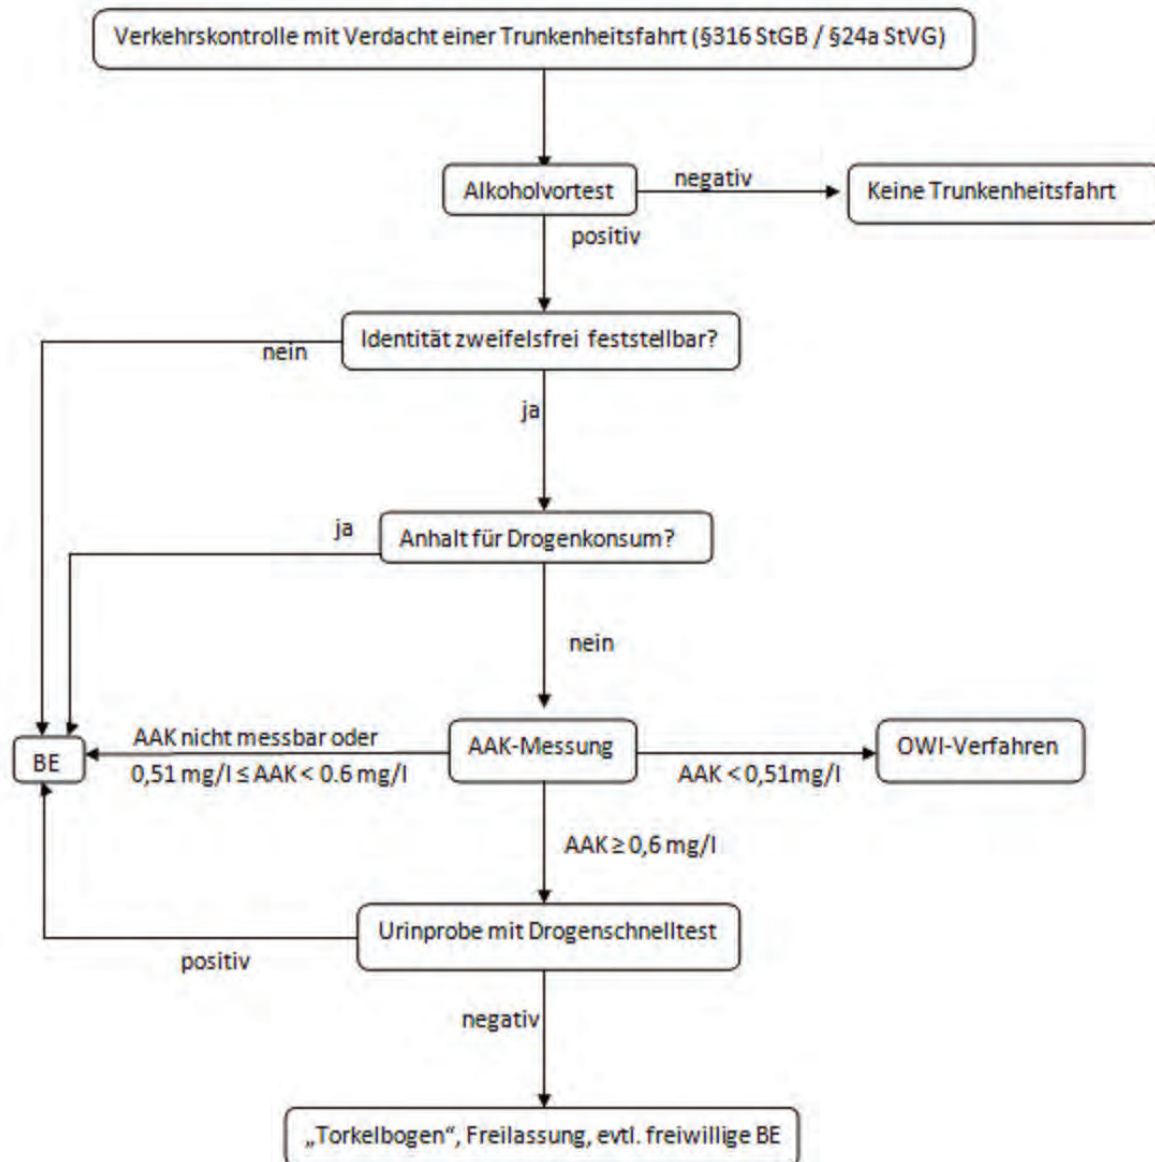 Verkehrskontrolle mit Verdacht einer Trunkenheitsfahrt (§316 StGB / §24a StVG)
Alkoholvortest
negativ
Keine Trunkenheitsfahrt
positiv
Identität zweifelsfrei feststellbar?
nein
ja
Anhalt für Drogenkonsum?
ja
nein
BE
AAK nicht messbar oder
0,51 mg/l ≤ AAK < 0.6 mg/l
AAK-Messung
AAK < 0,51mg/l
OWI-Verfahren
AAK ≥ 0,6 mg/l
Urinprobe mit Drogenschnelltest
positiv
negativ
„Torkelbogen“, Freilassung, evtl. freiwillige BE